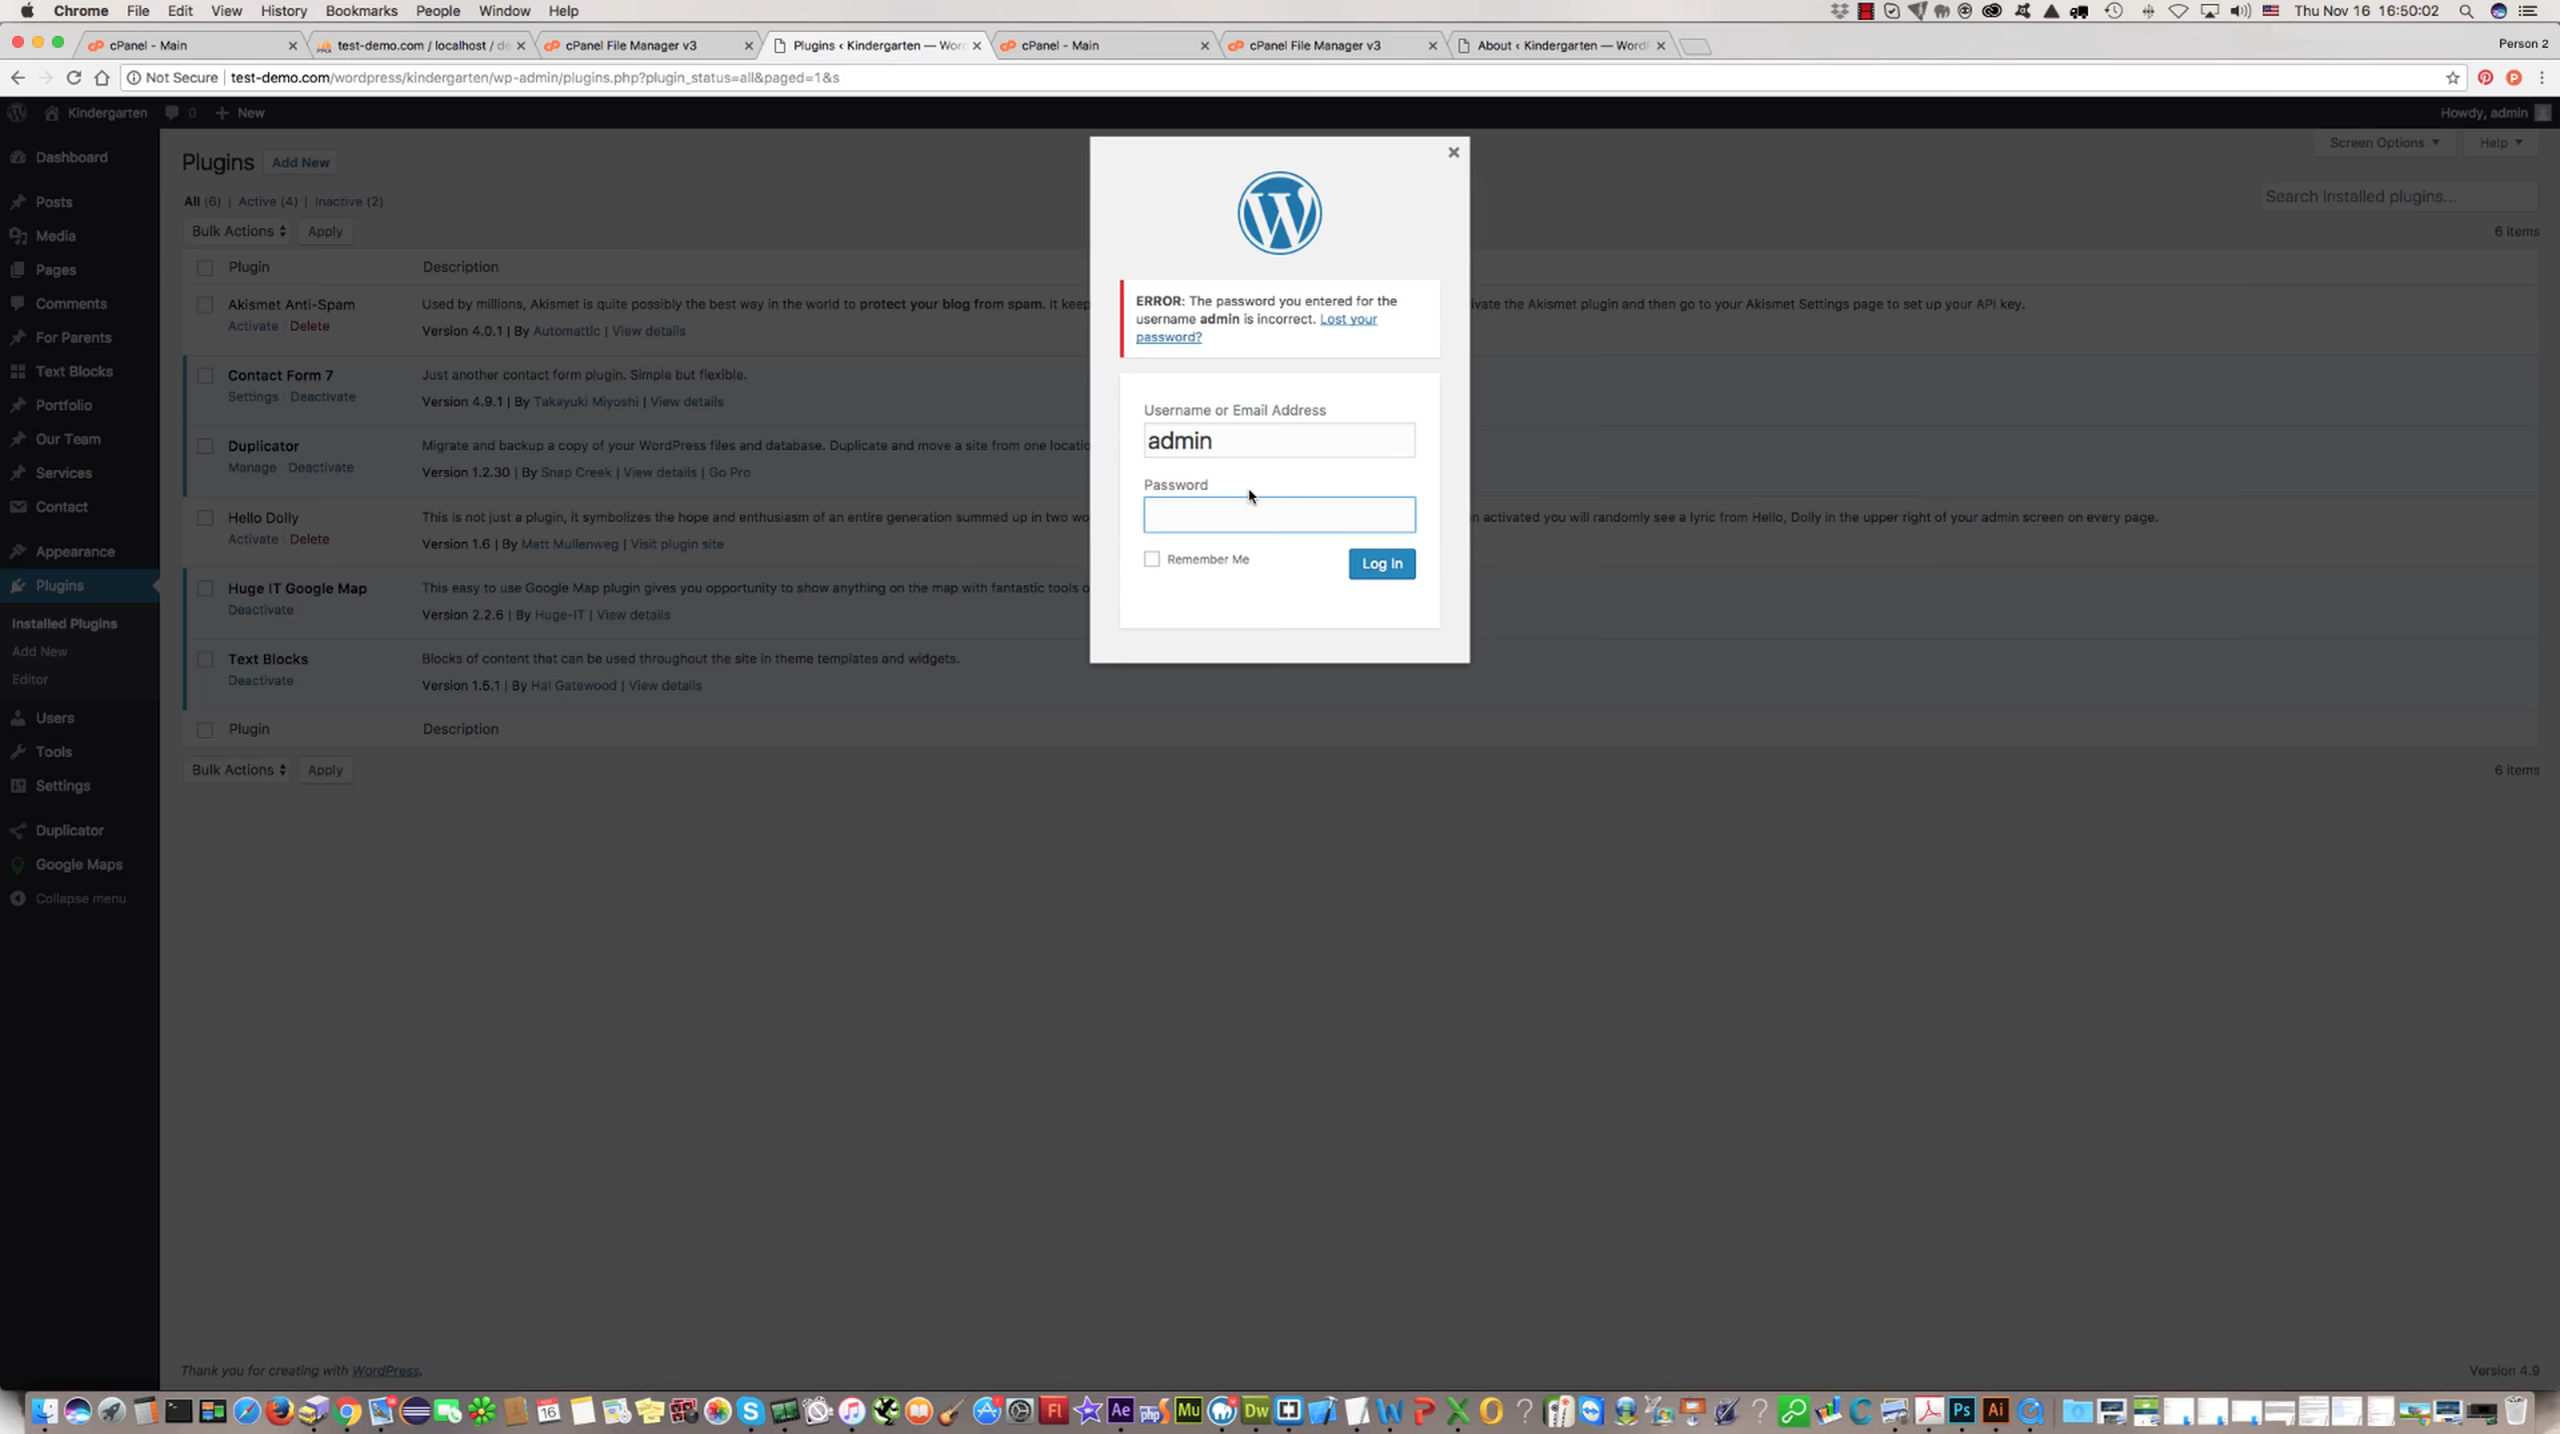 Chrome File Edit View History Bookmarks People Window Help Thu Nov 16 16:50:02
cPanel - Main
test-demo.com / localhost / de
cPanel File Manager v3
Plugins ‹ Kindergarten — Word
cPanel - Main
cPanel File Manager v3
About ‹ Kindergarten — Word
Person 2
Not Secure | test-demo.com/wordpress/kindergarten/wp-admin/plugins.php?plugin_status=all&paged=1&s
Kindergarten 0 New
Howdy, admin
Dashboard
Posts
Media
Pages
Comments
For Parents
Text Blocks
Portfolio
Our Team
Services
Contact
Appearance
Plugins
Installed Plugins
Add New
Editor
Users
Tools
Settings
Duplicator
Google Maps
Collapse menu
Plugins Add New
Screen Options Help
All (6) | Active (4) | Inactive (2)
Search installed plugins...
Bulk Actions Apply
6 items
Plugin Description
Akismet Anti-Spam
Activate | Delete
Used by millions, Akismet is quite possibly the best way in the world to protect your blog from spam. It keep
ivate the Akismet plugin and then go to your Akismet Settings page to set up your API key.
Version 4.0.1 | By Automattic | View details
Contact Form 7
Settings | Deactivate
Just another contact form plugin. Simple but flexible.
Version 4.9.1 | By Takayuki Miyoshi | View details
Duplicator
Manage | Deactivate
Migrate and backup a copy of your WordPress files and database. Duplicate and move a site from one locatio
Version 1.2.30 | By Snap Creek | View details | Go Pro
Hello Dolly
Activate | Delete
This is not just a plugin, it symbolizes the hope and enthusiasm of an entire generation summed up in two wo
n activated you will randomly see a lyric from Hello, Dolly in the upper right of your admin screen on every page.
Version 1.6 | By Matt Mullenweg | Visit plugin site
Huge IT Google Map
Deactivate
This easy to use Google Map plugin gives you opportunity to show anything on the map with fantastic tools o
Version 2.2.6 | By Huge-IT | View details
Text Blocks
Deactivate
Blocks of content that can be used throughout the site in theme templates and widgets.
Version 1.5.1 | By Hal Gatewood | View details
Plugin Description
Bulk Actions Apply
6 items
ERROR: The password you entered for the
username admin is incorrect. Lost your
password?
Username or Email Address
admin
Password
Remember Me
Log In
Thank you for creating with WordPress.
Version 4.9